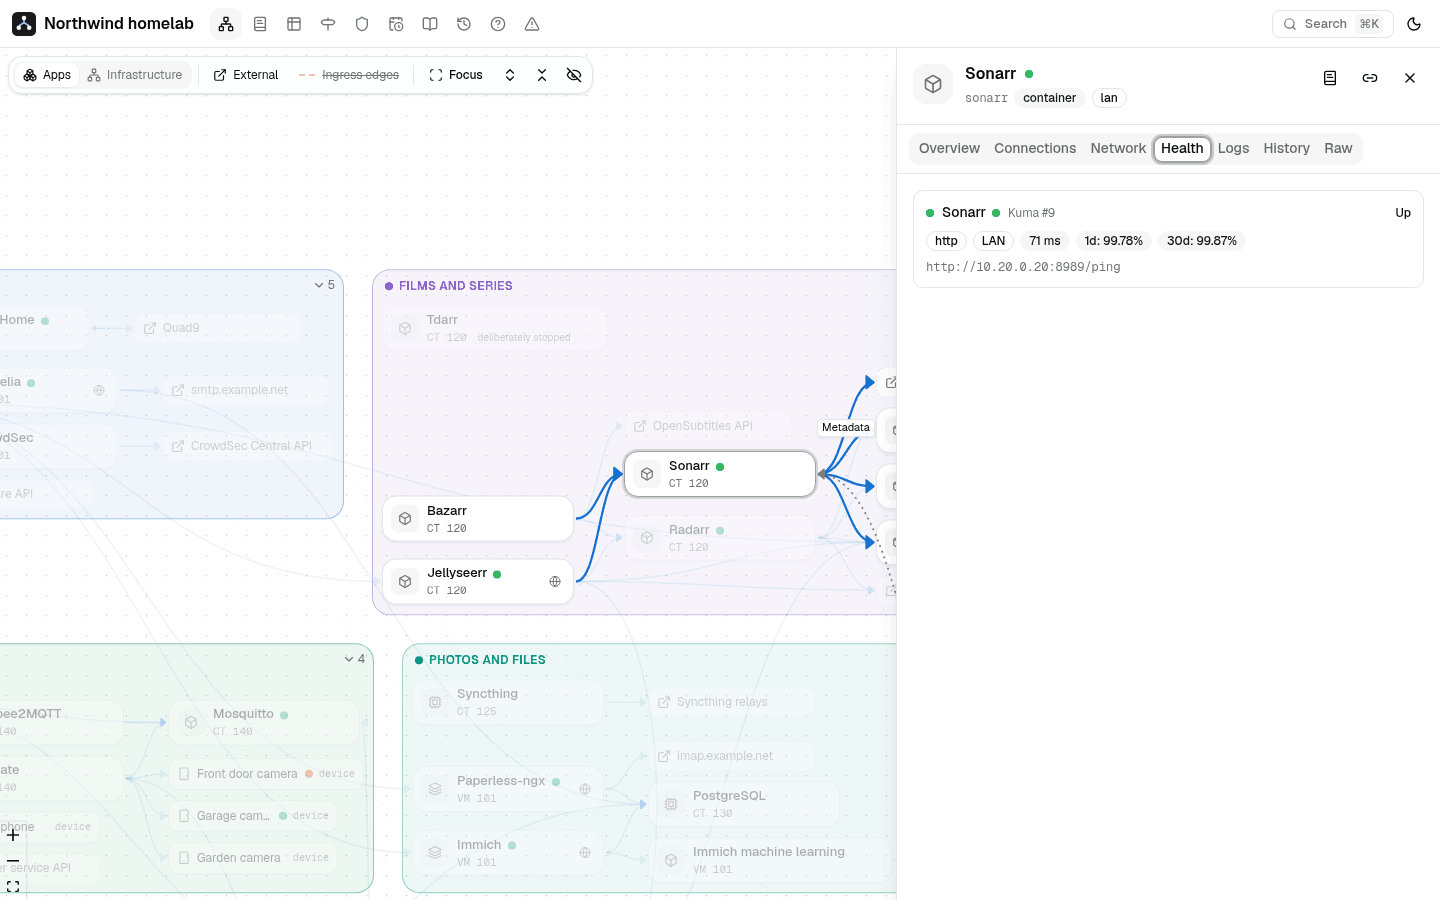 Northwind homelab
Search ⌘K
Apps Infrastructure External Ingress edges Focus
Sonarr
sonarr container lan
Overview Connections Network Health Logs History Raw
Sonarr Kuma #9 Up
http LAN 71 ms 1d: 99.78% 30d: 99.87%
http://10.20.0.20:8989/ping
5
Home
Quad9
elia
01
smtp.example.net
wdSec
01
CrowdSec Central API
are API
FILMS AND SERIES
Tdarr
CT 120 deliberately stopped
OpenSubtitles API
Metadata
Sonarr
CT 120
Bazarr
CT 120
Radarr
CT 120
Jellyseerr
CT 120
4
bee2MQTT
140
Mosquitto
CT 140
ate
140
Front door camera device
Garage cam... device
phone device
Garden camera device
er service API
PHOTOS AND FILES
Syncthing
CT 125
Syncthing relays
imap.example.net
Paperless-ngx
VM 101
PostgreSQL
CT 130
Immich
VM 101
Immich machine learning
VM 101